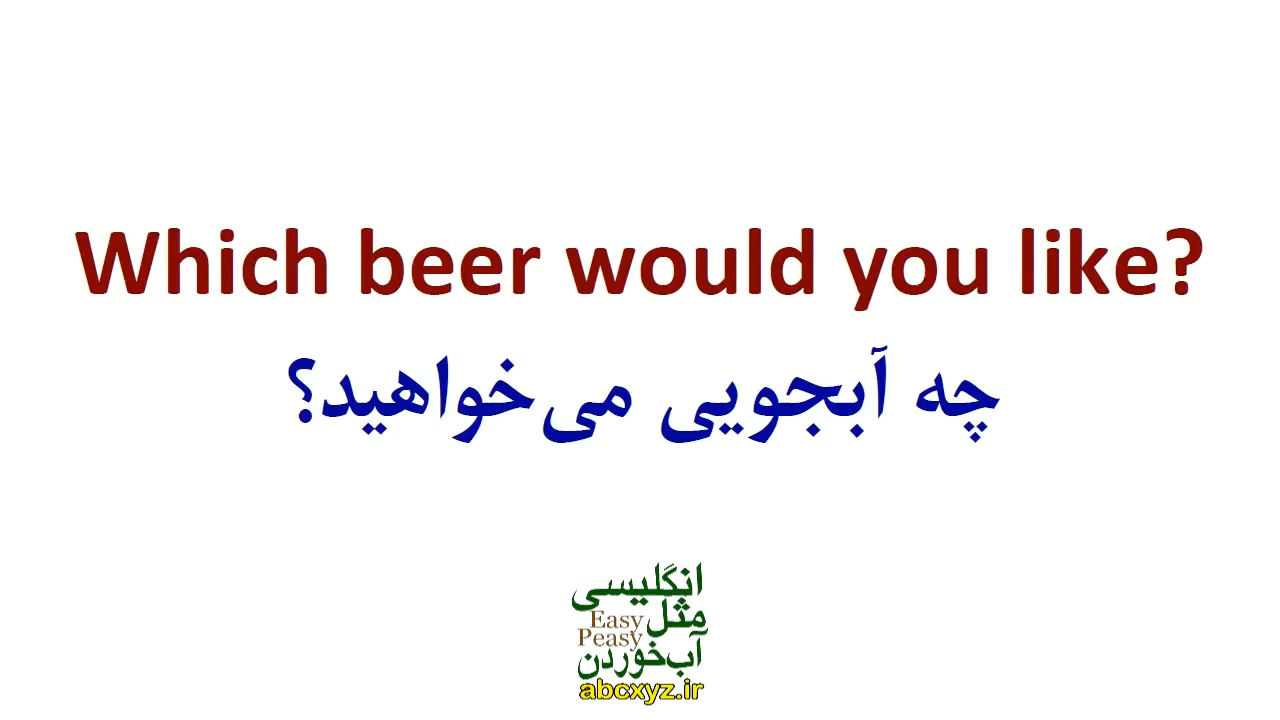 Which beer would you like?
چه آبجویی می‌خواهید؟
انگلیسی
مثل
Easy
Peasy
آب‌خوردن
abcxyz.ir